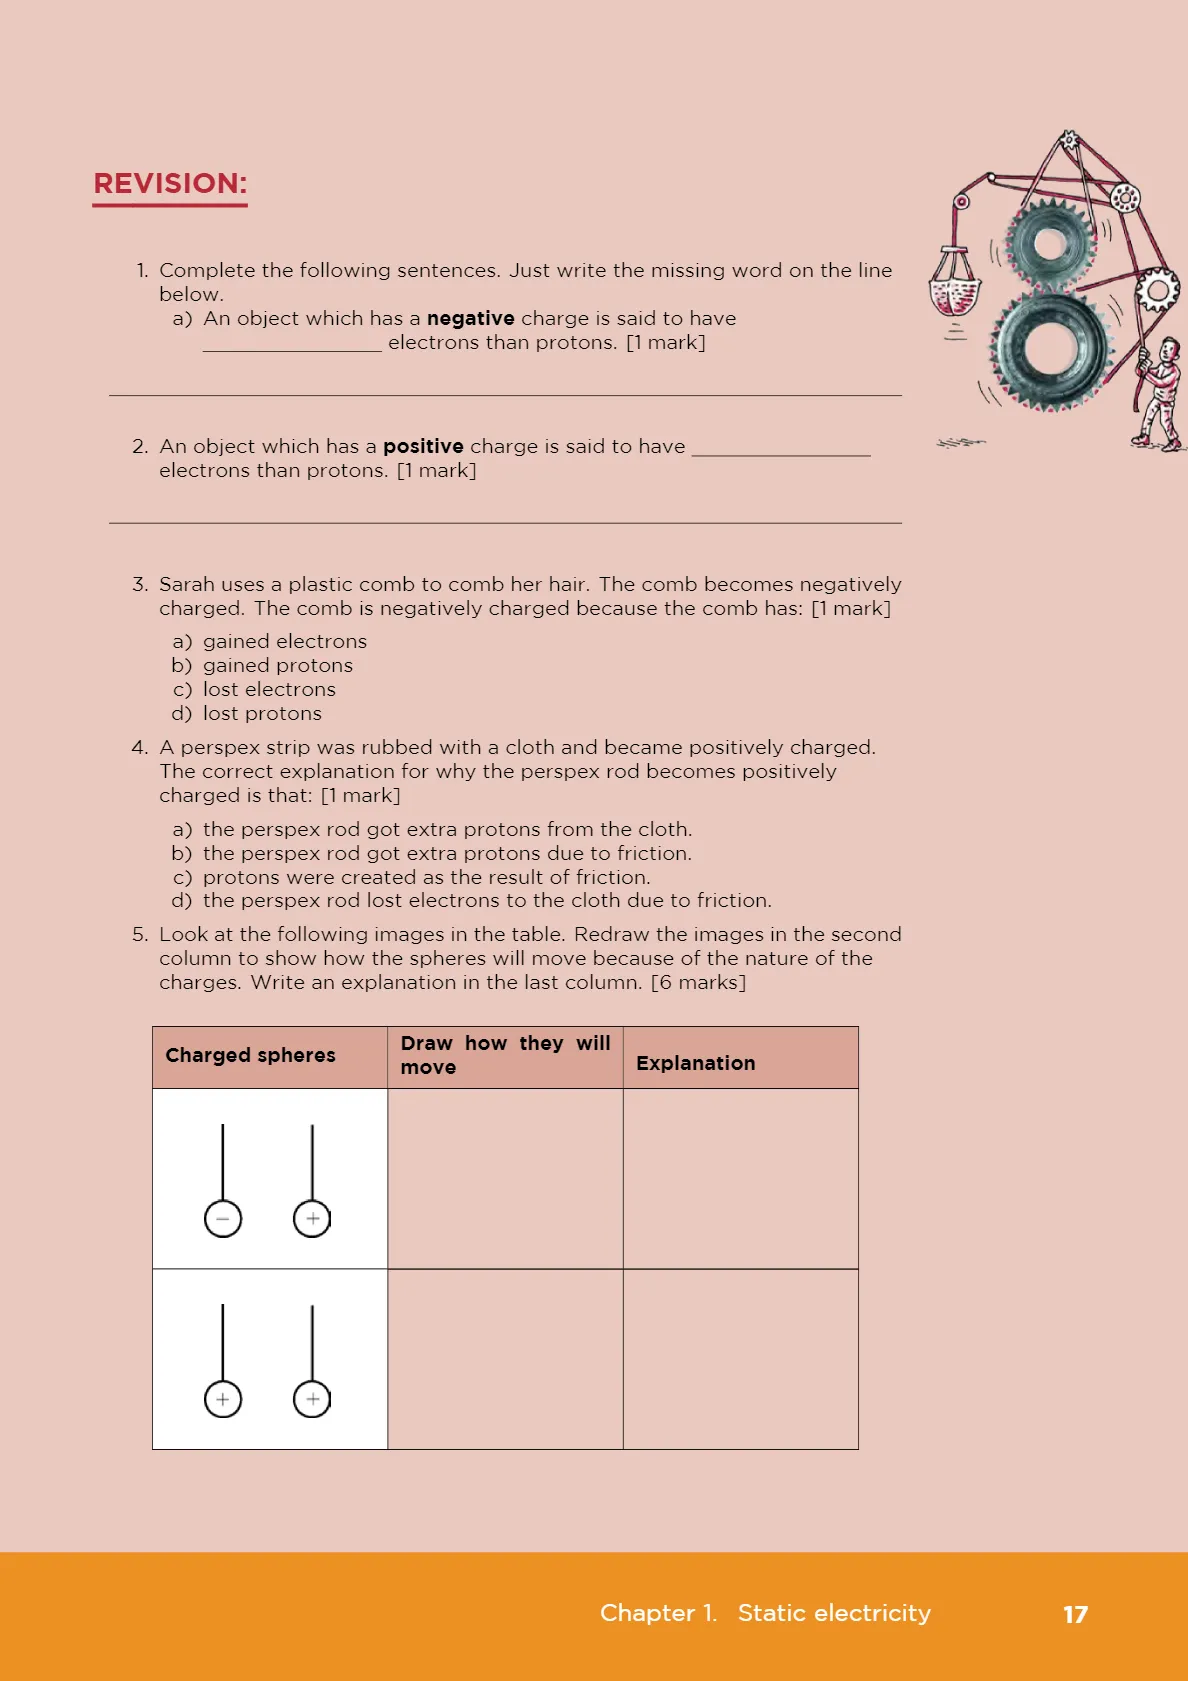 REVISION:
1. Complete the following sentences. Just write the missing word on the line
below.
a) An object which has a negative charge is said to have
_______________ electrons than protons. [1 mark]
2. An object which has a positive charge is said to have _______________
electrons than protons. [1 mark]
3. Sarah uses a plastic comb to comb her hair. The comb becomes negatively
charged. The comb is negatively charged because the comb has: [1 mark]
a) gained electrons
b) gained protons
c) lost electrons
d) lost protons
4. A perspex strip was rubbed with a cloth and became positively charged.
The correct explanation for why the perspex rod becomes positively
charged is that: [1 mark]
a) the perspex rod got extra protons from the cloth.
b) the perspex rod got extra protons due to friction.
c) protons were created as the result of friction.
d) the perspex rod lost electrons to the cloth due to friction.
5. Look at the following images in the table. Redraw the images in the second
column to show how the spheres will move because of the nature of the
charges. Write an explanation in the last column. [6 marks]
Charged spheres
Draw how they will
move
Explanation
− +
+ +
Chapter 1. Static electricity 17